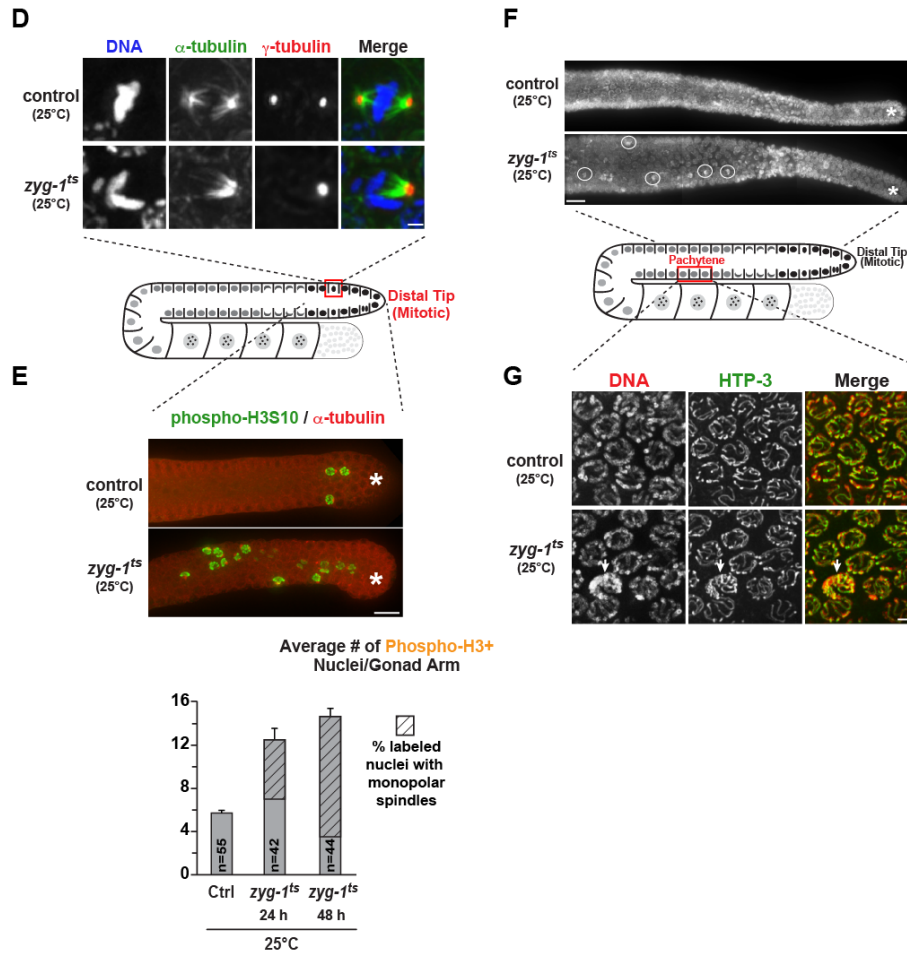 D
DNA α-tubulin γ-tubulin Merge
control
(25°C)
zyg-1ts
(25°C)
Distal Tip
(Mitotic)
E
phospho-H3S10 / α-tubulin
control
(25°C)
*
zyg-1ts
(25°C)
*
Average # of Phospho-H3+
Nuclei/Gonad Arm
16
12
8
4
0
n=55
n=42
n=44
% labeled
nuclei with
monopolar
spindles
Ctrl zyg-1ts zyg-1ts
24 h 48 h
25°C
F
control
(25°C)
*
zyg-1ts
(25°C)
*
Pachytene
Distal Tip
(Mitotic)
G
DNA HTP-3 Merge
control
(25°C)
zyg-1ts
(25°C)